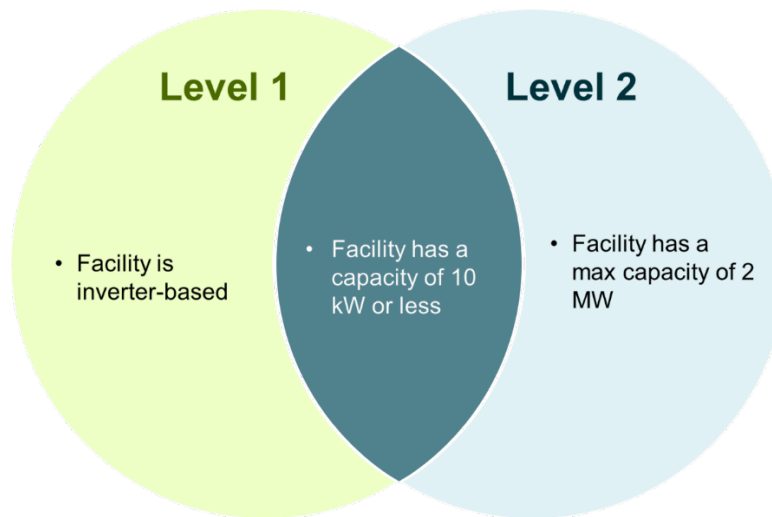 Level 1
Level 2
• Facility is
inverter-based
• Facility has a
capacity of 10
kW or less
• Facility has a
max capacity of 2
MW